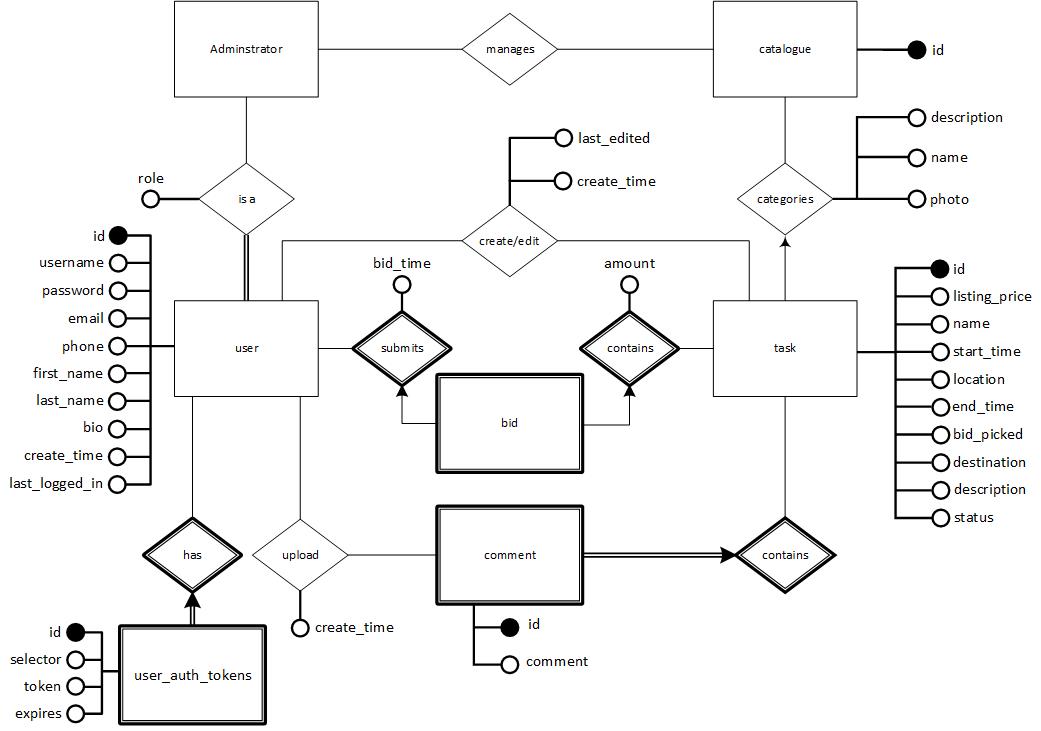 Adminstrator
manages
catalogue
id
description
name
photo
last_edited
create_time
role
is a
categories
create/edit
id
username
password
email
phone
first_name
last_name
bio
create_time
last_logged_in
bid_time
amount
user
submits
contains
task
id
listing_price
name
start_time
location
end_time
bid_picked
destination
description
status
bid
has
upload
comment
contains
create_time
id
comment
id
selector
token
expires
user_auth_tokens